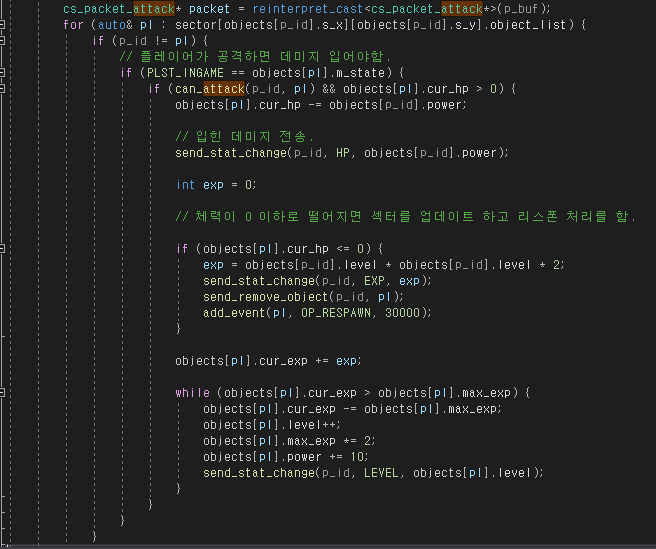 cs_packet_attack* packet = reinterpret_cast<cs_packet_attack*>(p_buf);
for (auto& pl : sector[objects[p_id].s_x][objects[p_id].s_y].object_list) {
if (p_id != pl) {
// 플레이어가 공격하면 데미지 입어야함.
if (PLST_INGAME == objects[pl].m_state) {
if (can_attack(p_id, pl) && objects[pl].cur_hp > 0) {
objects[pl].cur_hp -= objects[p_id].power;
// 입힌 데미지 전송.
send_stat_change(p_id, HP, objects[p_id].power);
int exp = 0;
// 체력이 0 이하로 떨어지면 섹터를 업데이트 하고 리스폰 처리를 함.
if (objects[pl].cur_hp <= 0) {
exp = objects[p_id].level * objects[p_id].level * 2;
send_stat_change(p_id, EXP, exp);
send_remove_object(p_id, pl);
add_event(pl, OP_RESPAWN, 30000);
}
objects[pl].cur_exp += exp;
while (objects[pl].cur_exp > objects[pl].max_exp) {
objects[pl].cur_exp -= objects[pl].max_exp;
objects[pl].level++;
objects[pl].max_exp *= 2;
objects[pl].power += 10;
send_stat_change(p_id, LEVEL, objects[pl].level);
}
}
}
}